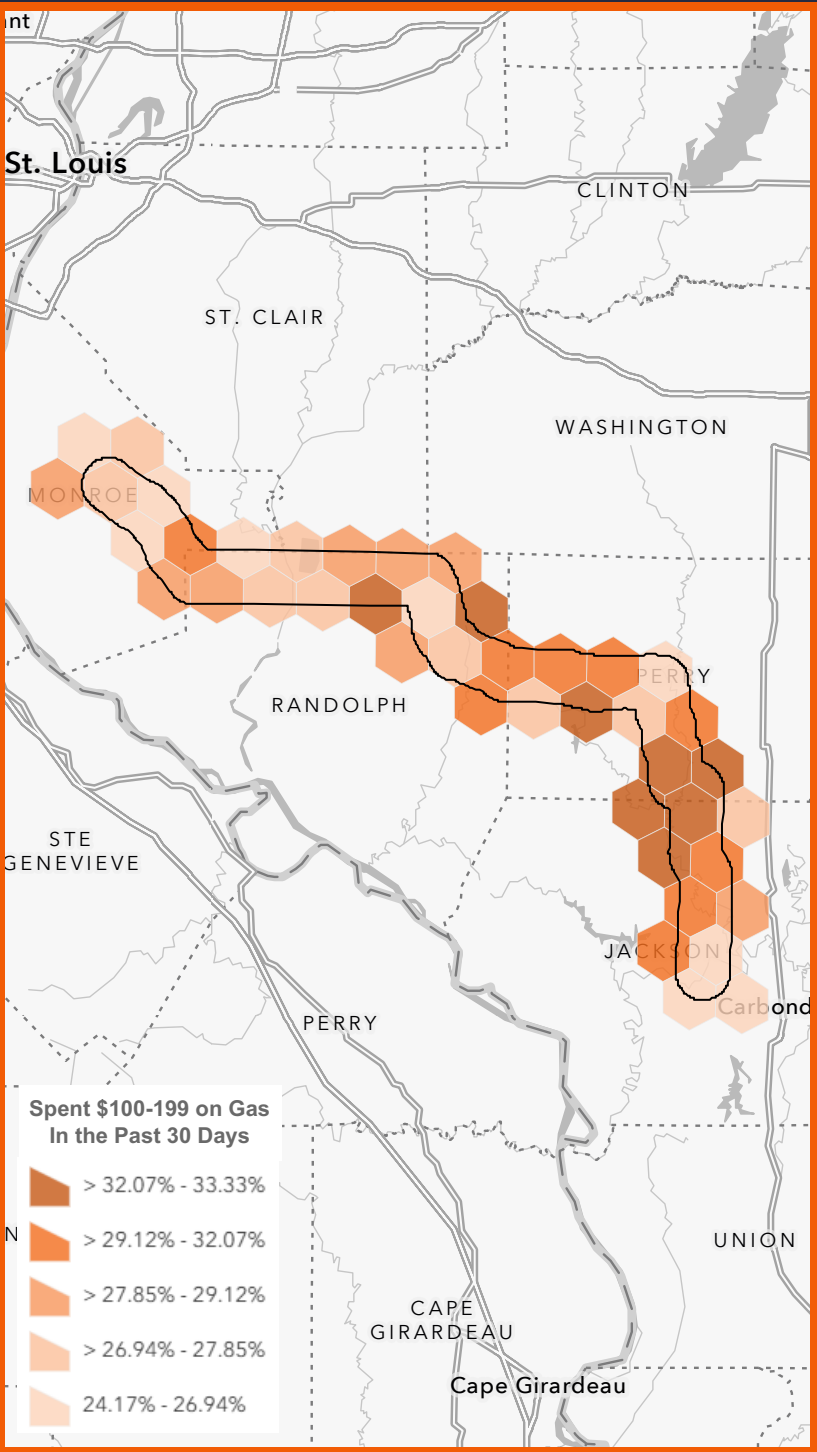 nt
St. Louis
CLINTON
ST. CLAIR
WASHINGTON
MONROE
PERRY
RANDOLPH
STE
GENEVIEVE
JACKSON
Carbond
PERRY
Spent $100-199 on Gas
In the Past 30 Days
> 32.07% - 33.33%
> 29.12% - 32.07%
> 27.85% - 29.12%
> 26.94% - 27.85%
24.17% - 26.94%
N
UNION
CAPE
GIRARDEAU
Cape Girardeau